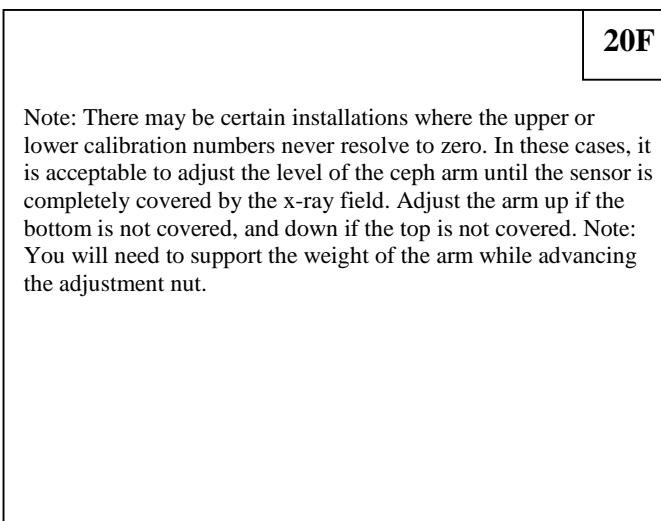 20F
Note: There may be certain installations where the upper or
lower calibration numbers never resolve to zero. In these cases, it
is acceptable to adjust the level of the ceph arm until the sensor is
completely covered by the x-ray field. Adjust the arm up if the
bottom is not covered, and down if the top is not covered. Note:
You will need to support the weight of the arm while advancing
the adjustment nut.